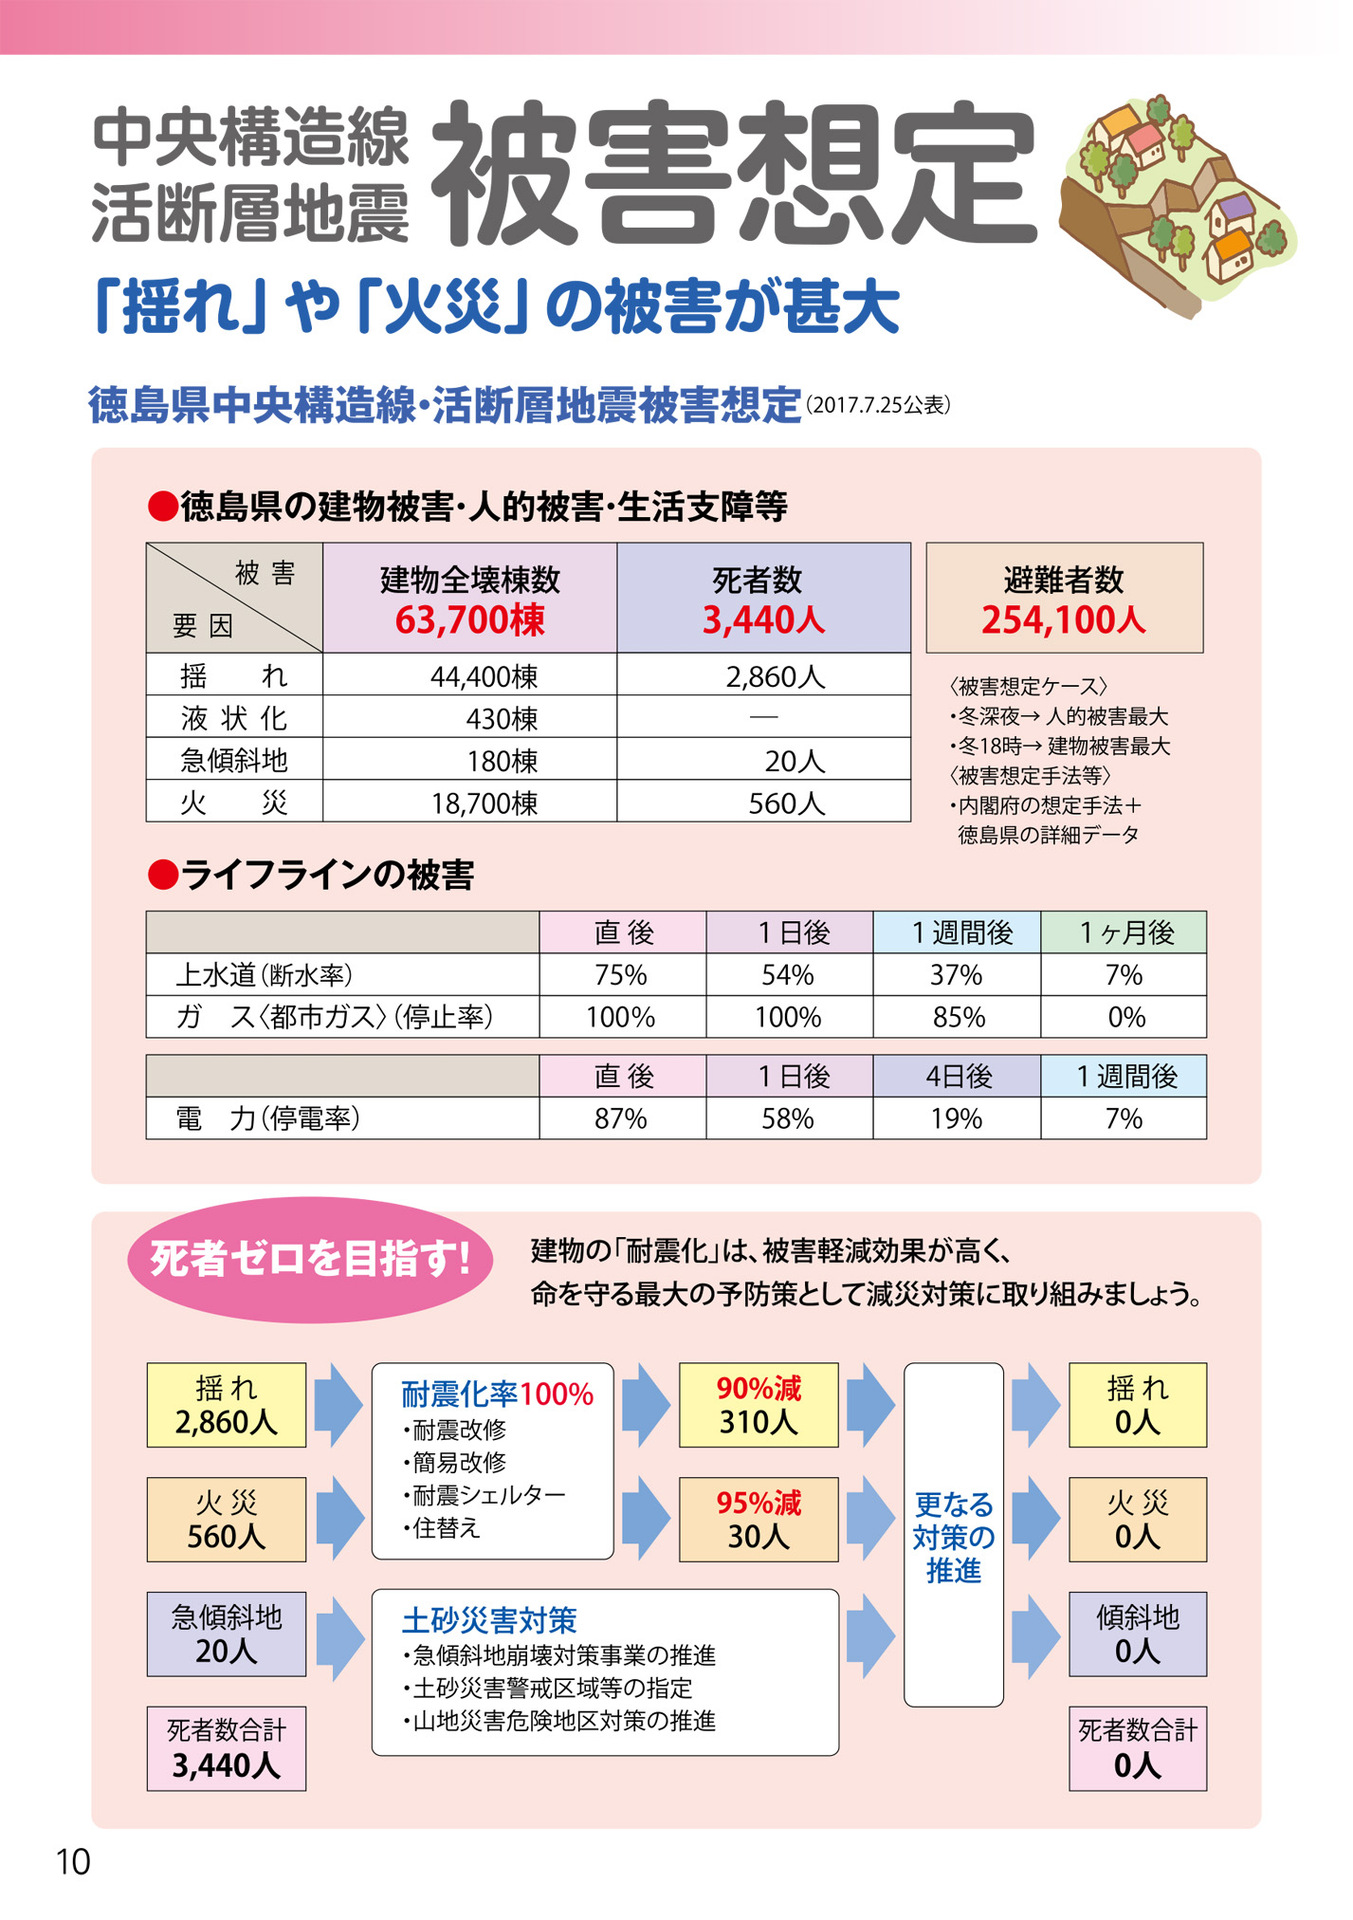 中央構造線
活断層地震
被害想定
「揺れ」や「火災」の被害が甚大
徳島県中央構造線・活断層地震被害想定（2017.7.25公表）
●徳島県の建物被害・人的被害・生活支障等
被 害
要 因
建物全壊棟数
63,700棟
死者数
3,440人
避難者数
254,100人
揺　　れ 44,400棟 2,860人
液 状 化 430棟 ―
急傾斜地 180棟 20人
火　　災 18,700棟 560人
〈被害想定ケース〉
・冬深夜→ 人的被害最大
・冬18時→ 建物被害最大
〈被害想定手法等〉
・内閣府の想定手法＋
徳島県の詳細データ
●ライフラインの被害
直 後 1 日後 1 週間後 1 ヶ月後
上水道（断水率） 75% 54% 37% 7%
ガ　ス〈都市ガス〉（停止率） 100% 100% 85% 0%
直 後 1 日後 4日後 1 週間後
電　力（停電率） 87% 58% 19% 7%
死者ゼロを目指す！
建物の「耐震化」は、被害軽減効果が高く、
命を守る最大の予防策として減災対策に取り組みましょう。
揺 れ
2,860人
耐震化率100%
・耐震改修
・簡易改修
・耐震シェルター
・住替え
90%減
310人
揺 れ
0人
火 災
560人
95%減
30人
更なる
対策の
推進
火 災
0人
急傾斜地
20人
土砂災害対策
・急傾斜地崩壊対策事業の推進
・土砂災害警戒区域等の指定
・山地災害危険地区対策の推進
傾斜地
0人
死者数合計
3,440人
死者数合計
0人
10